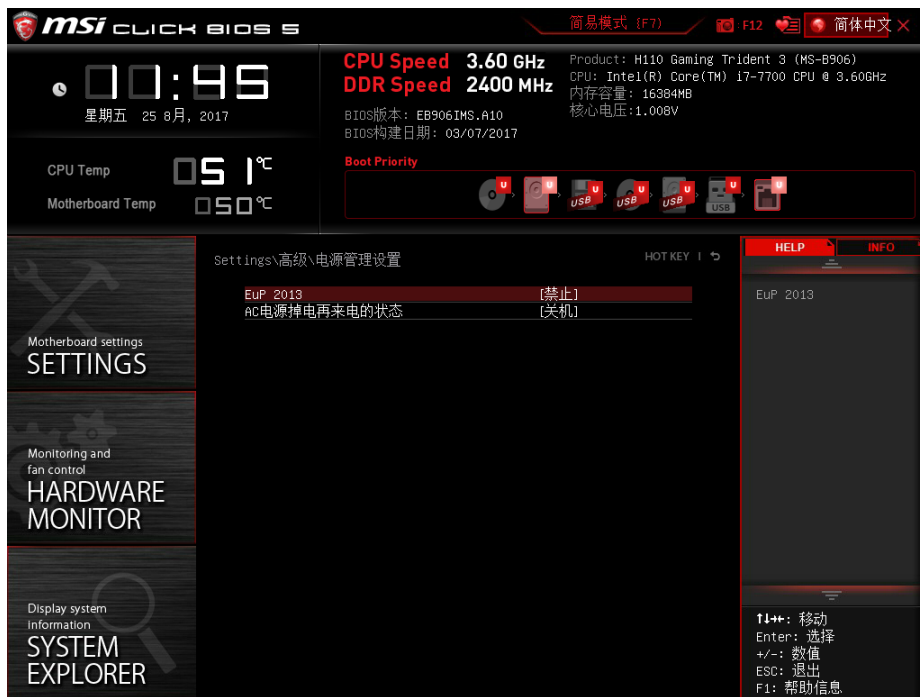 msi CLICK BIOS 5
简易模式 (F7)
F12
简体中文
11:45
星期五 25 8月, 2017
CPU Speed 3.60 GHz
DDR Speed 2400 MHz
BIOS版本: EB906IMS.A10
BIOS构建日期: 03/07/2017
Product: H110 Gaming Trident 3 (MS-B906)
CPU: Intel(R) Core(TM) i7-7700 CPU @ 3.60GHz
内存容量: 16384MB
核心电压:1.008V
CPU Temp 51℃
Motherboard Temp 50℃
Boot Priority
U U U U U U U
USB USB USB USB
Settings\高级\电源管理设置
HOT KEY
EuP 2013 [禁止]
AC电源掉电再来电的状态 [关机]
Motherboard settings
SETTINGS
Monitoring and
fan control
HARDWARE
MONITOR
Display system
information
SYSTEM
EXPLORER
HELP
INFO
EuP 2013
↑↓→←: 移动
Enter: 选择
+/-: 数值
ESC: 退出
F1: 帮助信息